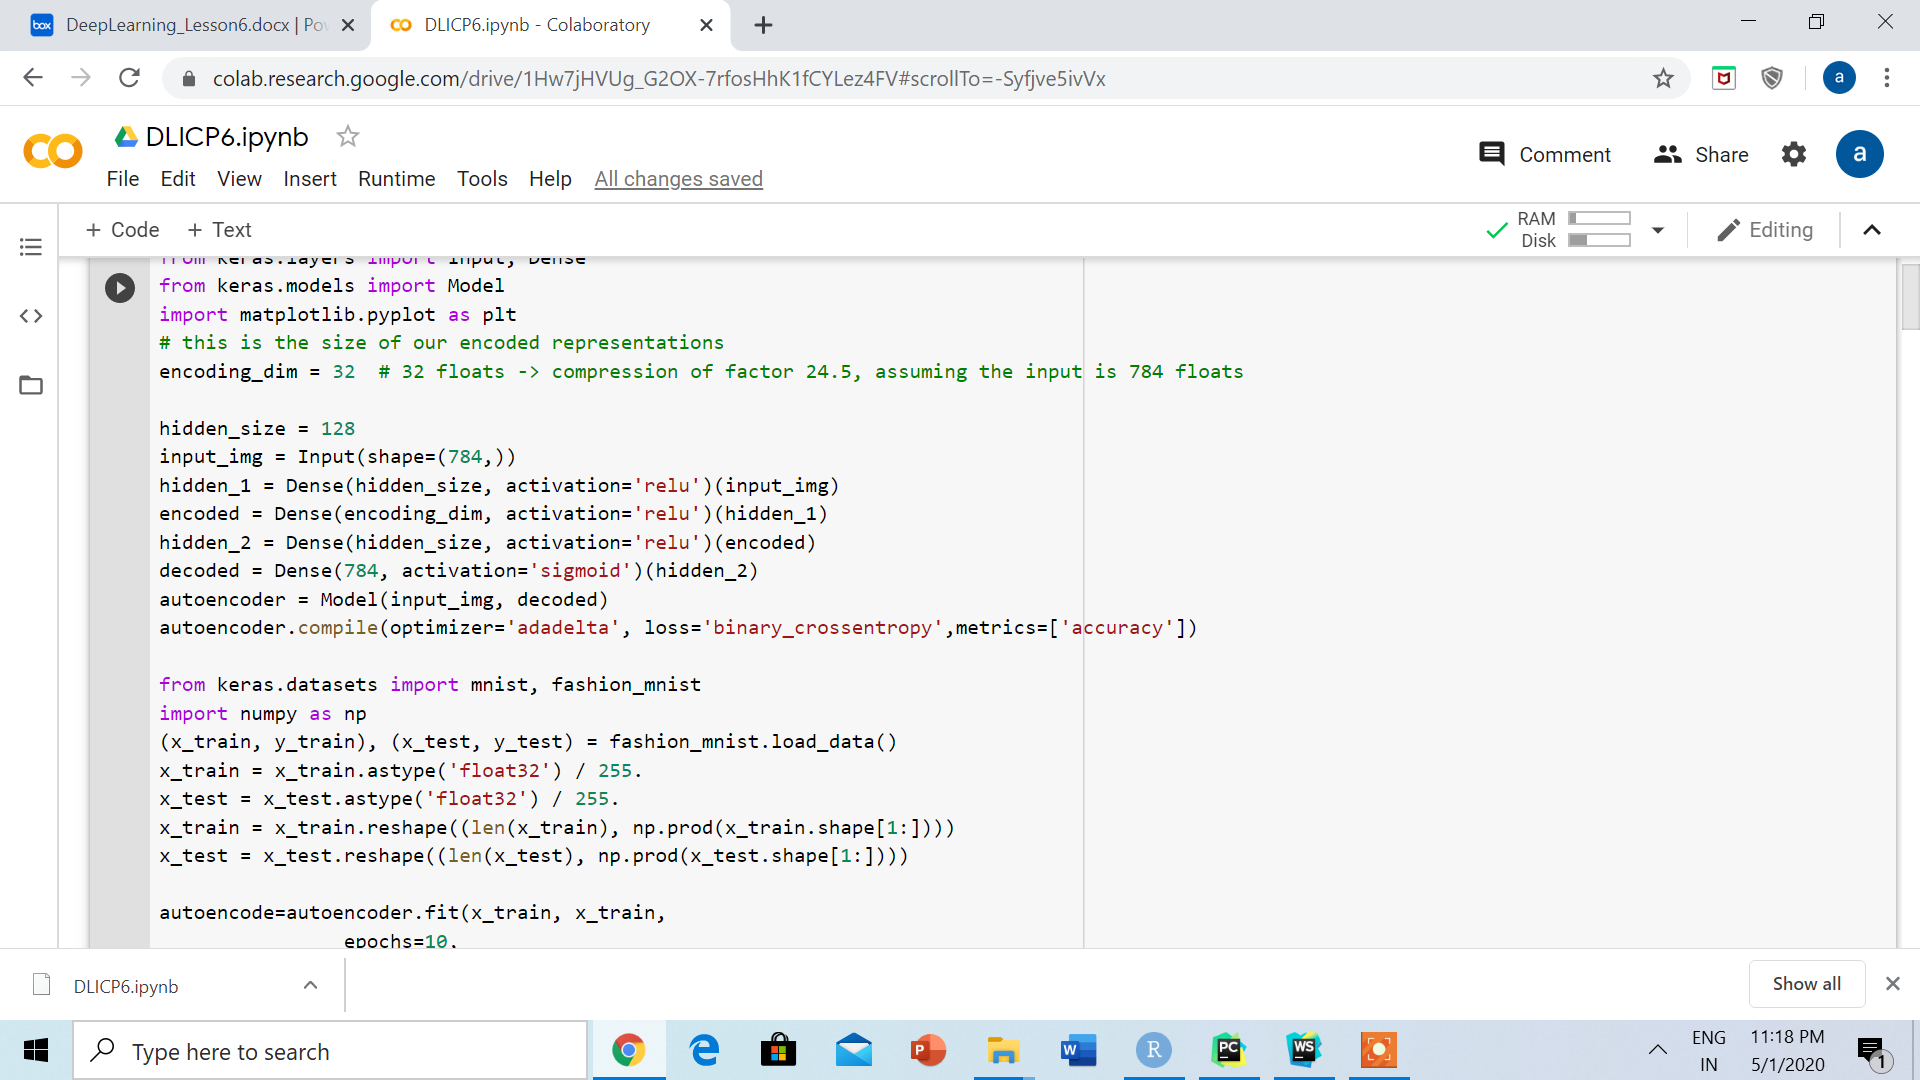 DeepLearning_Lesson6.docx | Po
DLICP6.ipynb - Colaboratory
colab.research.google.com/drive/1Hw7jHVUg_G2OX-7rfosHhK1fCYLez4FV#scrollTo=-Syfjve5ivVx
a
DLICP6.ipynb
Comment
Share
a
File Edit View Insert Runtime Tools Help All changes saved
+ Code + Text
RAM
Disk
Editing
from keras.layers import Input, Dense
from keras.models import Model
import matplotlib.pyplot as plt
# this is the size of our encoded representations
encoding_dim = 32  # 32 floats -> compression of factor 24.5, assuming the input is 784 floats
hidden_size = 128
input_img = Input(shape=(784,))
hidden_1 = Dense(hidden_size, activation='relu')(input_img)
encoded = Dense(encoding_dim, activation='relu')(hidden_1)
hidden_2 = Dense(hidden_size, activation='relu')(encoded)
decoded = Dense(784, activation='sigmoid')(hidden_2)
autoencoder = Model(input_img, decoded)
autoencoder.compile(optimizer='adadelta', loss='binary_crossentropy',metrics=['accuracy'])
from keras.datasets import mnist, fashion_mnist
import numpy as np
(x_train, y_train), (x_test, y_test) = fashion_mnist.load_data()
x_train = x_train.astype('float32') / 255.
x_test = x_test.astype('float32') / 255.
x_train = x_train.reshape((len(x_train), np.prod(x_train.shape[1:])))
x_test = x_test.reshape((len(x_test), np.prod(x_test.shape[1:])))
autoencode=autoencoder.fit(x_train, x_train,
epochs=10,
DLICP6.ipynb
Show all
Type here to search
ENG
IN
11:18 PM
5/1/2020
1